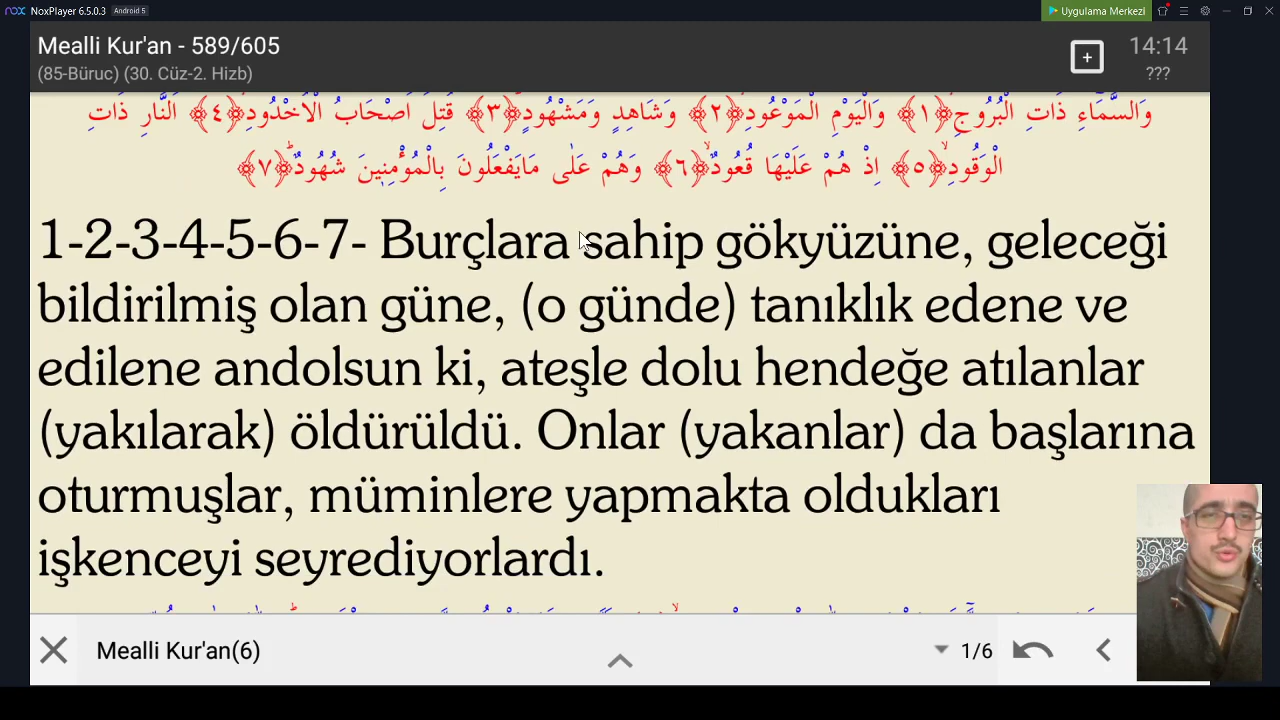 NoxPlayer 6.5.0.3 Android 5
Uygulama Merkezi
Mealli Kur'an - 589/605
(85-Büruc) (30. Cüz-2. Hizb)
14:14
???
وَالسَّمَٓاءِ ذَاتِ الْبُرُوجِۙ﴿١﴾ وَالْيَوْمِ الْمَوْعُودِۙ﴿٢﴾ وَشَاهِدٍ وَمَشْهُودٍۜ﴿٣﴾ قُتِلَ اَصْحَابُ الْاُخْدُودِۙ﴿٤﴾ اَلنَّارِ ذَاتِ
الْوَقُودِۙ﴿٥﴾ اِذْ هُمْ عَلَيْهَا قُعُودٌۙ﴿٦﴾ وَهُمْ عَلٰى مَايَفْعَلُونَ بِالْمُؤْمِنٖينَ شُهُودٌۜ﴿٧﴾
1-2-3-4-5-6-7- Burçlara sahip gökyüzüne, geleceği
bildirilmiş olan güne, (o günde) tanıklık edene ve
edilene andolsun ki, ateşle dolu hendeğe atılanlar
(yakılarak) öldürüldü. Onlar (yakanlar) da başlarına
oturmuşlar, müminlere yapmakta oldukları
işkenceyi seyrediyorlardı.
Mealli Kur'an(6)
1/6